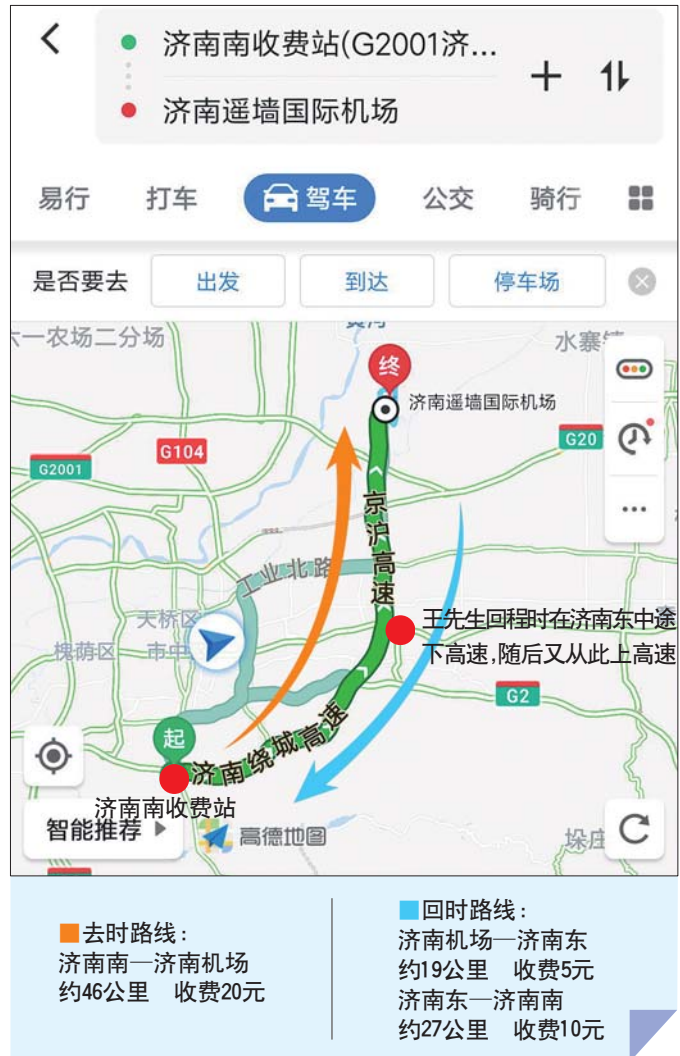 济南南收费站(G2001济...
济南遥墙国际机场
易行 打车 驾车 公交 骑行
是否要去 出发 到达 停车场
六一农场二分场
黄河
水寨镇
终
济南遥墙国际机场
G20
G104
G2001
京沪高速
工业北路
天桥区
槐荫区
市中
王先生回程时在济南东中途
下高速,随后又从此上高速
G2
起
济南绕城高速
济南南收费站
智能推荐
高德地图
垛庄
■去时路线:
济南南—济南机场
约46公里 收费20元
■回时路线:
济南机场—济南东
约19公里 收费5元
济南东—济南南
约27公里 收费10元